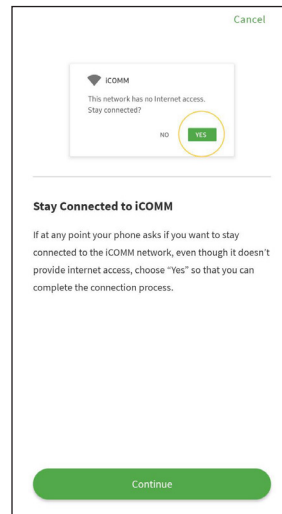 Cancel
iCOMM
This network has no Internet access.
Stay connected?
NO YES
Stay Connected to iCOMM
If at any point your phone asks if you want to stay
connected to the iCOMM network, even though it doesn't
provide internet access, choose “Yes” so that you can
complete the connection process.
Continue